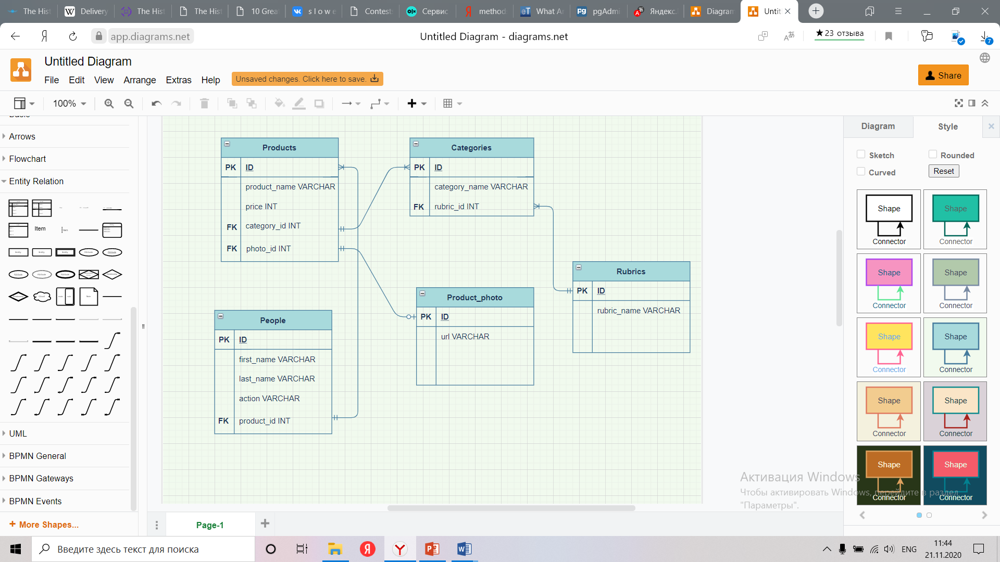 The Hist
Delivery
The Hist
The Hist
10 Grea
s l o w e
Contest
Сервис
method.
What Ar
pgAdmi
Яндекс.
Diagram
Untit
app.diagrams.net
Untitled Diagram - diagrams.net
★ 23 отзыва
7
Untitled Diagram
File Edit View Arrange Extras Help
Unsaved changes. Click here to save.
Share
100%
Arrows
Flowchart
Entity Relation
Item
UML
BPMN General
BPMN Gateways
BPMN Events
+ More Shapes...
Products
PK ID
product_name VARCHAR
price INT
FK category_id INT
FK photo_id INT
Categories
PK ID
category_name VARCHAR
FK rubric_id INT
Rubrics
PK ID
rubric_name VARCHAR
Product_photo
PK ID
url VARCHAR
People
PK ID
first_name VARCHAR
last_name VARCHAR
action VARCHAR
FK product_id INT
Diagram
Style
Sketch
Rounded
Curved
Reset
Shape
Connector
Shape
Connector
Shape
Connector
Shape
Connector
Shape
Connector
Shape
Connector
Shape
Connector
Shape
Connector
Shape
Connector
Shape
Connector
Активация Windows
Чтобы активировать Windows, перейдите в раздел
"Параметры".
Page-1
Введите здесь текст для поиска
ENG
11:44
21.11.2020